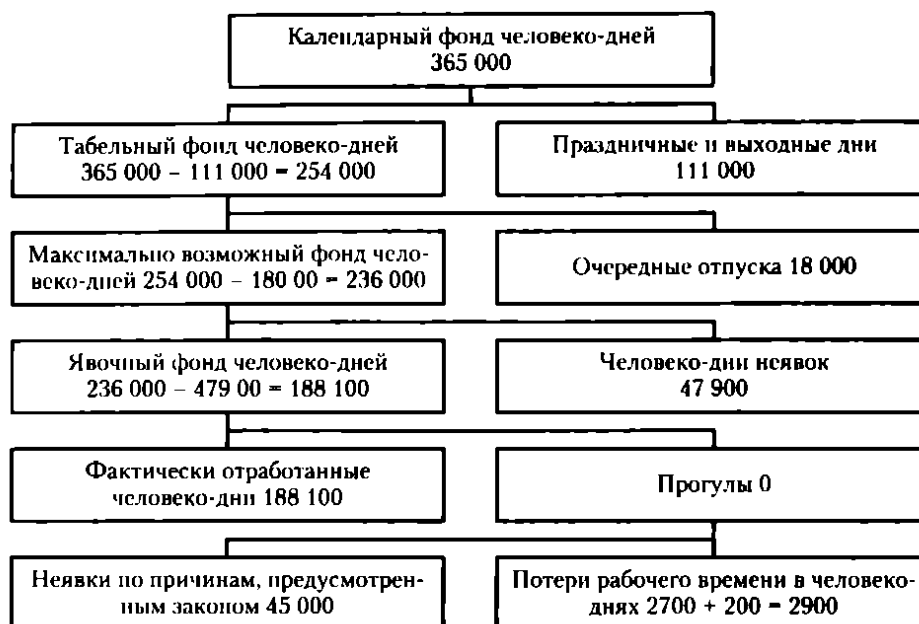 Календарный фонд человеко-дней
365 000
Табельный фонд человеко-дней
365 000 – 111 000 = 254 000
Праздничные и выходные дни
111 000
Максимально возможный фонд чело-
веко-дней 254 000 – 180 00 = 236 000
Очередные отпуска 18 000
Явочный фонд человеко-дней
236 000 – 479 00 = 188 100
Человеко-дни неявок
47 900
Фактически отработанные
человеко-дни 188 100
Прогулы 0
Неявки по причинам, предусмотрен-
ным законом 45 000
Потери рабочего времени в человеко-
днях 2700 + 200 = 2900